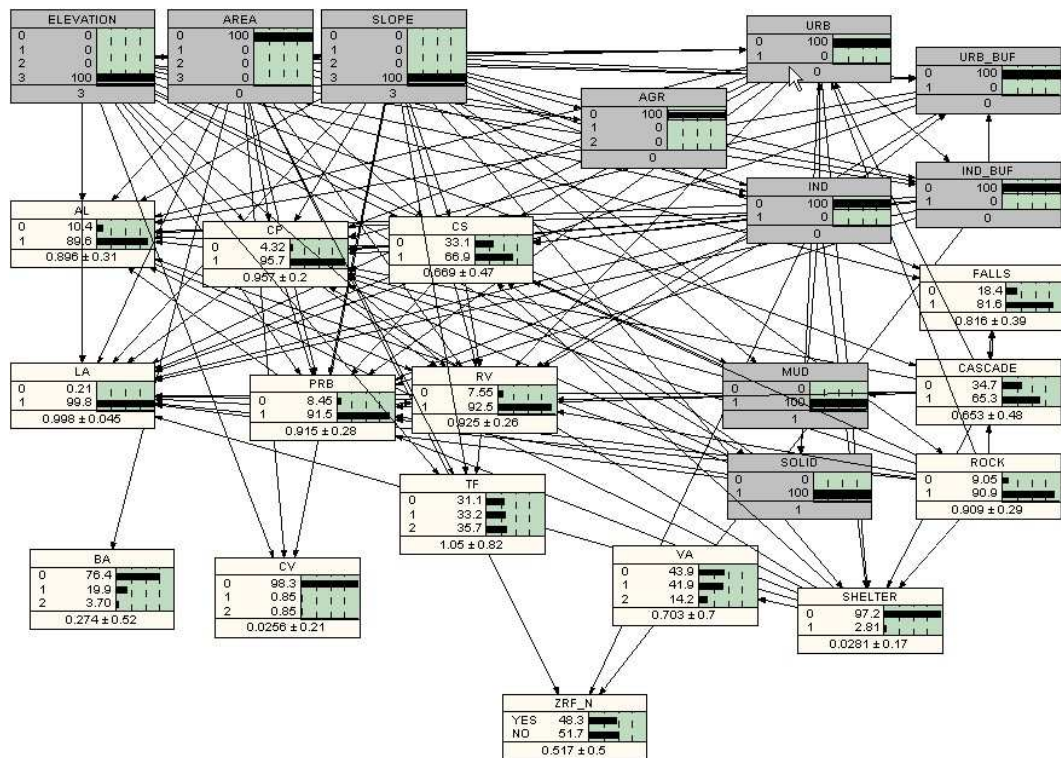 ELEVATION
0 0
1 0
2 0
3 100
3
AREA
0 100
1 0
2 0
3 0
0
SLOPE
0 0
1 0
2 0
3 100
3
URB
0 100
1 0
0
URB_BUF
0 100
1 0
0
AGR
0 100
1 0
2 0
0
IND_BUF
0 100
1 0
0
IND
0 100
1 0
0
AL
0 10.4
1 89.6
0.896 ± 0.31
CP
0 4.32
1 95.7
0.957 ± 0.2
CS
0 33.1
1 66.9
0.669 ± 0.47
FALLS
0 18.4
1 81.6
0.816 ± 0.39
LA
0 0.21
1 99.8
0.998 ± 0.045
PRB
0 8.45
1 91.5
0.915 ± 0.28
RV
0 7.55
1 92.5
0.925 ± 0.26
MUD
0 0
1 100
1
CASCADE
0 34.7
1 65.3
0.653 ± 0.48
SOLID
0 0
1 100
1
ROCK
0 9.05
1 90.9
0.909 ± 0.29
TF
0 31.1
1 33.2
2 35.7
1.05 ± 0.82
BA
0 76.4
1 19.9
2 3.70
0.274 ± 0.52
CV
0 98.3
1 0.85
2 0.85
0.0256 ± 0.21
VA
0 43.9
1 41.9
2 14.2
0.703 ± 0.7
SHELTER
0 97.2
1 2.81
0.0281 ± 0.17
ZRF_N
YES 48.3
NO 51.7
0.517 ± 0.5